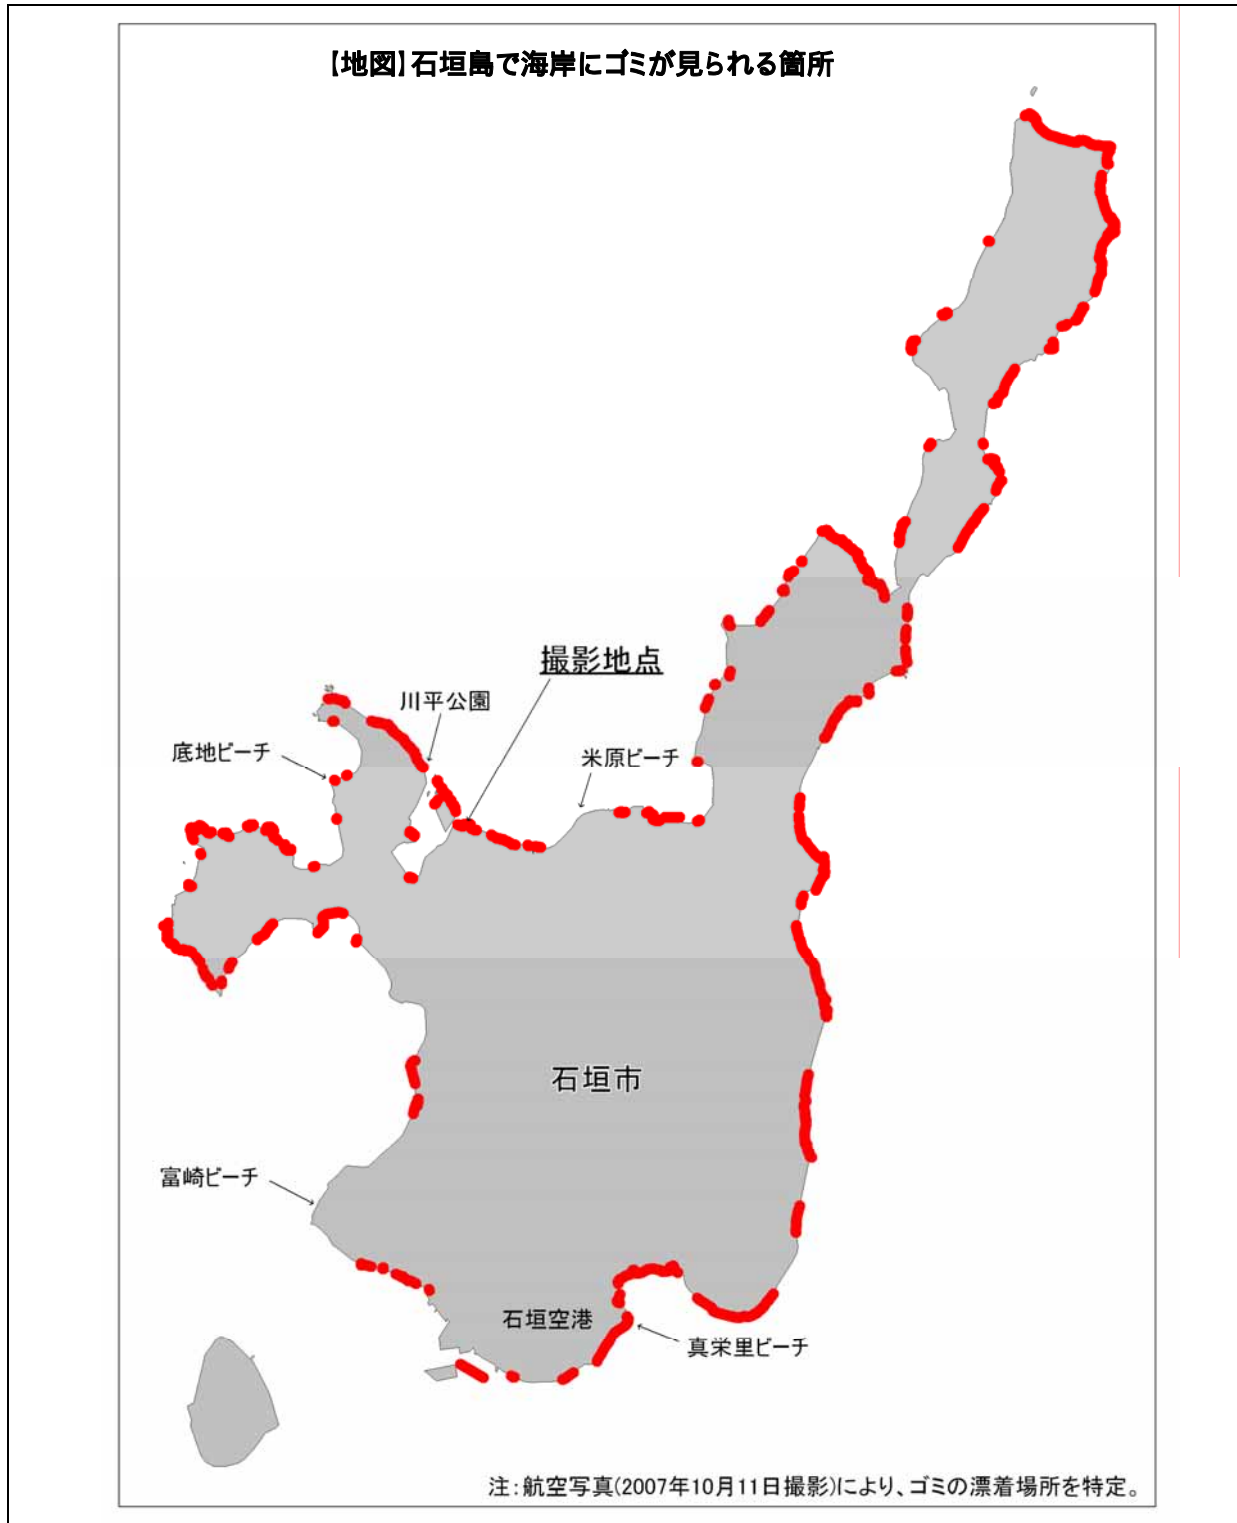 【地図】石垣島で海岸にゴミが見られる箇所
撮影地点
川平公園
底地ビーチ
米原ビーチ
石垣市
富崎ビーチ
石垣空港
真栄里ビーチ
注：航空写真(2007年10月11日撮影)により、ゴミの漂着場所を特定。